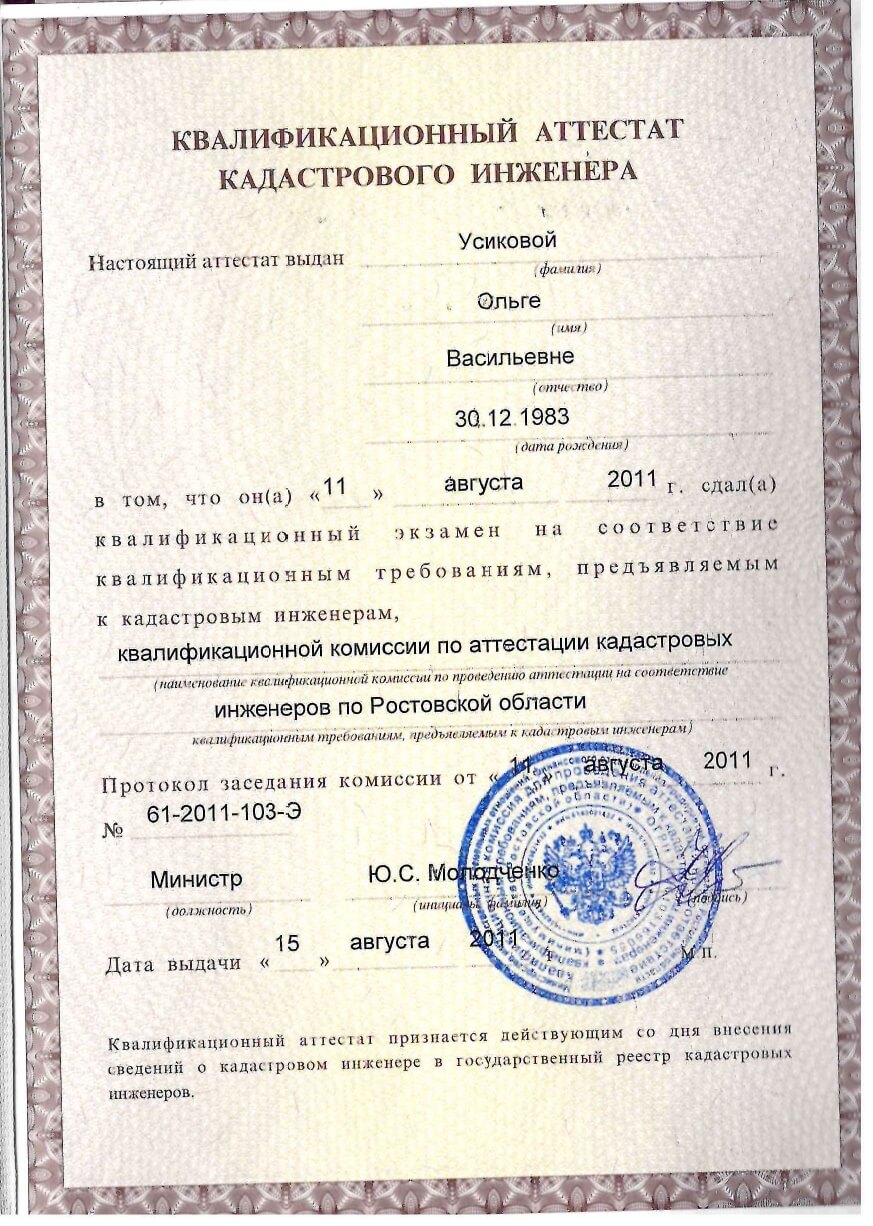 КВАЛИФИКАЦИОННЫЙ АТТЕСТАТ
КАДАСТРОВОГО ИНЖЕНЕРА
Настоящий аттестат выдан Усиковой
(фамилия)
Ольге
(имя)
Васильевне
(отчество)
30.12.1983
(дата рождения)
в том, что он(а) «11» августа 2011 г. сдал(а)
квалификационный экзамен на соответствие
квалификационным требованиям, предъявляемым
к кадастровым инженерам,
квалификационной комиссии по аттестации кадастровых
(наименование квалификационной комиссии по проведению аттестации на соответствие
инженеров по Ростовской области
квалификационным требованиям, предъявляемым к кадастровым инженерам)
Протокол заседания комиссии от «11 августа 2011 г.
№ 61-2011-103-Э
Министр Ю.С. Молодченко
(должность) (инициалы, фамилия) (подпись)
Дата выдачи «15» августа 2011 г. М.П.
Квалификационный аттестат признается действующим со дня внесения
сведений о кадастровом инженере в государственный реестр кадастровых
инженеров.